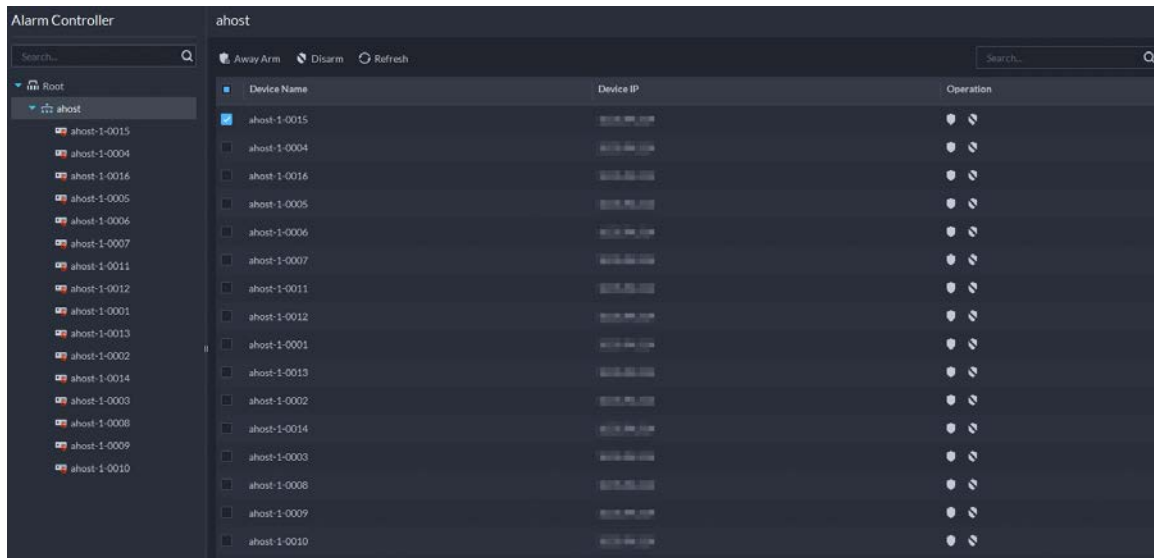 Alarm Controller
Search...
Root
ahost
ahost-1-0015
ahost-1-0004
ahost-1-0016
ahost-1-0005
ahost-1-0006
ahost-1-0007
ahost-1-0011
ahost-1-0012
ahost-1-0001
ahost-1-0013
ahost-1-0002
ahost-1-0014
ahost-1-0003
ahost-1-0008
ahost-1-0009
ahost-1-0010
ahost
Away Arm Disarm Refresh Search...
Device Name Device IP Operation
ahost-1-0015
ahost-1-0004
ahost-1-0016
ahost-1-0005
ahost-1-0006
ahost-1-0007
ahost-1-0011
ahost-1-0012
ahost-1-0001
ahost-1-0013
ahost-1-0002
ahost-1-0014
ahost-1-0003
ahost-1-0008
ahost-1-0009
ahost-1-0010